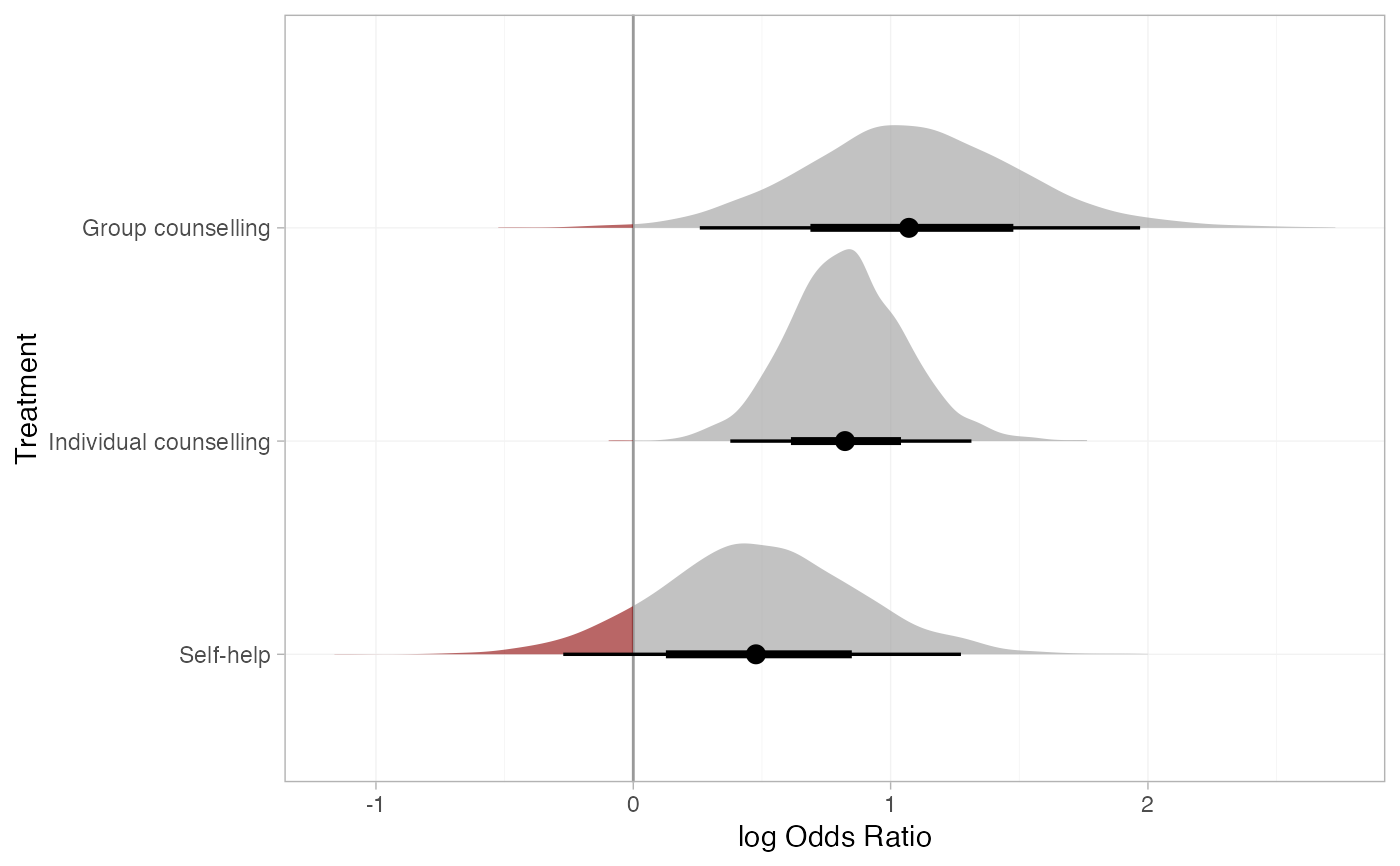 Treatment
Group counselling
Individual counselling
Self-help
-1 0 1 2
log Odds Ratio